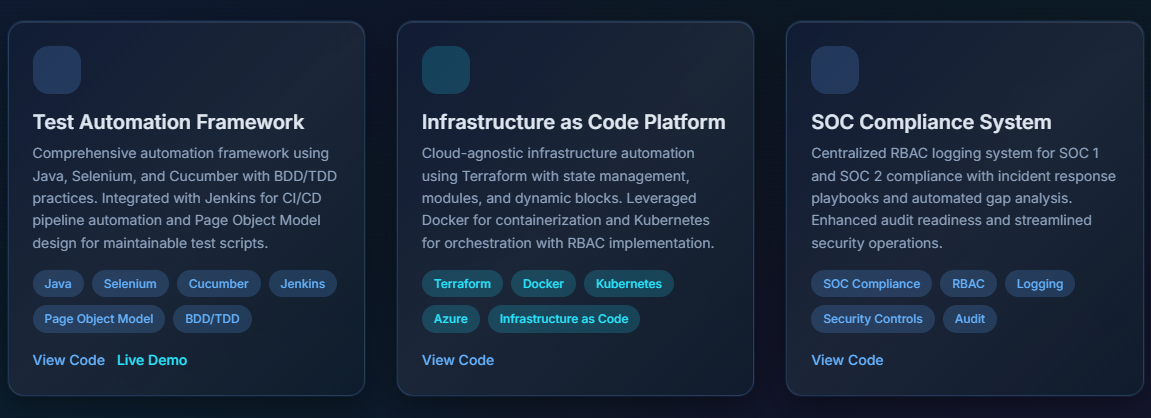 Test Automation Framework
Comprehensive automation framework using
Java, Selenium, and Cucumber with BDD/TDD
practices. Integrated with Jenkins for CI/CD
pipeline automation and Page Object Model
design for maintainable test scripts.
Java Selenium Cucumber Jenkins
Page Object Model BDD/TDD
View Code Live Demo
Infrastructure as Code Platform
Cloud-agnostic infrastructure automation
using Terraform with state management,
modules, and dynamic blocks. Leveraged
Docker for containerization and Kubernetes
for orchestration with RBAC implementation.
Terraform Docker Kubernetes
Azure Infrastructure as Code
View Code
SOC Compliance System
Centralized RBAC logging system for SOC 1
and SOC 2 compliance with incident response
playbooks and automated gap analysis.
Enhanced audit readiness and streamlined
security operations.
SOC Compliance RBAC Logging
Security Controls Audit
View Code